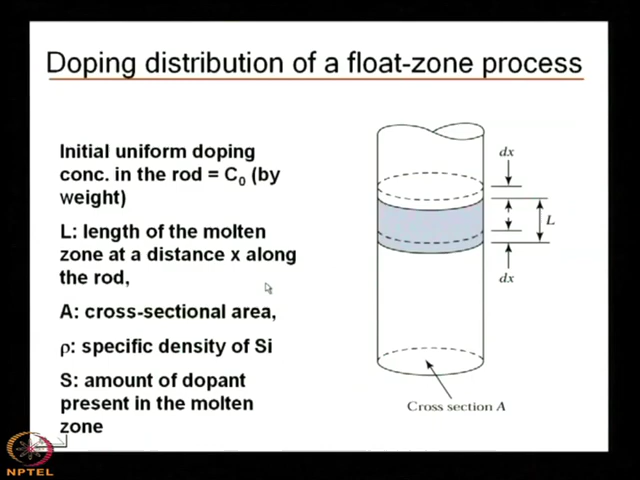 Doping distribution of a float-zone process
Initial uniform doping
conc. in the rod = C0 (by
weight)
L: length of the molten
zone at a distance x along
the rod,
A: cross-sectional area,
ρ: specific density of Si
S: amount of dopant
present in the molten
zone
dx
L
dx
Cross section A
NPTEL